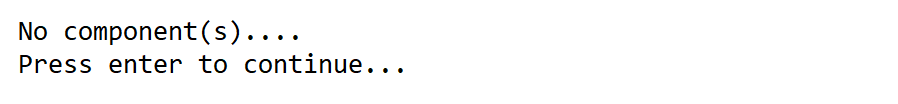 No component(s)....
Press enter to continue...